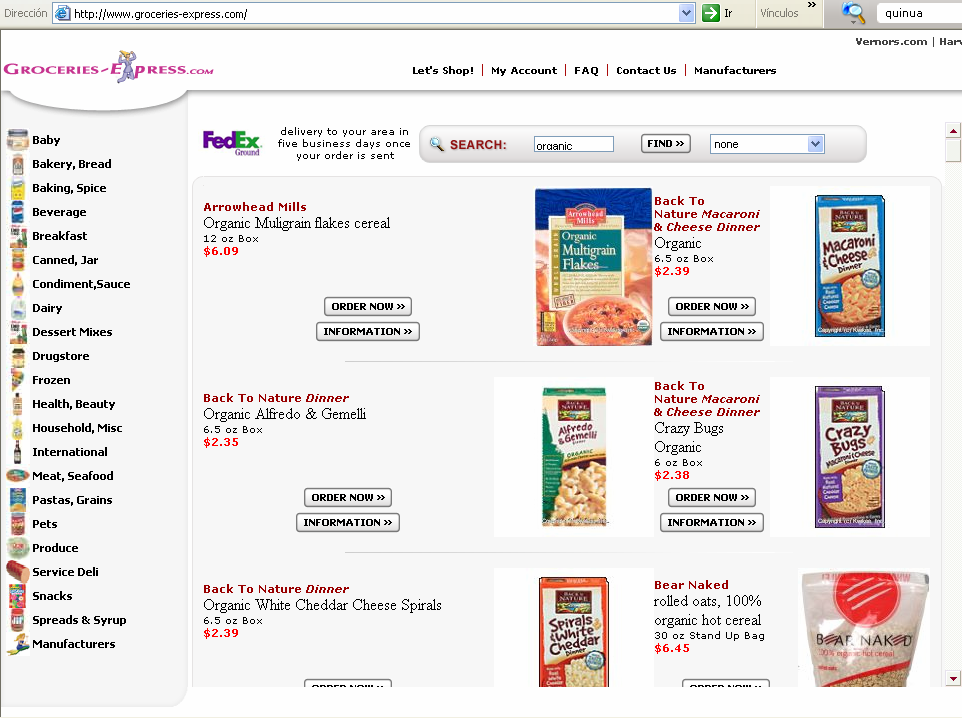 Dirección http://www.groceries-express.com/ Ir Vínculos » quinua
Vernors.com | Harv
GROCERIES-EXPRESS.COM
Let's Shop! | My Account | FAQ | Contact Us | Manufacturers
FedEx
Ground
delivery to your area in
five business days once
your order is sent
SEARCH: organic FIND >> none
Baby
Bakery, Bread
Baking, Spice
Beverage
Breakfast
Canned, Jar
Condiment,Sauce
Dairy
Dessert Mixes
Drugstore
Frozen
Health, Beauty
Household, Misc
International
Meat, Seafood
Pastas, Grains
Pets
Produce
Service Deli
Snacks
Spreads & Syrup
Manufacturers
Arrowhead Mills
Organic Muligrain flakes cereal
12 oz Box
$6.09
ORDER NOW >>
INFORMATION >>
Arrowhead
Mills
Organic
Multigrain
Flakes
Back To
Nature Macaroni
& Cheese Dinner
Organic
6.5 oz Box
$2.39
ORDER NOW >>
INFORMATION >>
BACK TO
NATURE
Macaroni
& Cheese
Dinner
Copyright (c) Kwikee, Inc.
Back To Nature Dinner
Organic Alfredo & Gemelli
6.5 oz Box
$2.35
ORDER NOW >>
INFORMATION >>
BACK TO
NATURE
Alfredo
& Gemelli
Dinner
ORGANIC
Copyright (c) Kwikee, Inc.
Back To
Nature Macaroni
& Cheese Dinner
Crazy Bugs
Organic
6 oz Box
$2.38
ORDER NOW >>
INFORMATION >>
BACK TO
NATURE
Crazy
Bugs
Macaroni & Cheese
Dinner
Copyright (c) Kwikee, Inc.
Back To Nature Dinner
Organic White Cheddar Cheese Spirals
6.5 oz Box
$2.39
ORDER NOW >>
BACK TO
NATURE
Spirals
& White
Cheddar
Dinner
Bear Naked
rolled oats, 100%
organic hot cereal
30 oz Stand Up Bag
$6.45
ORDER NOW >>
BEAR NAKED
100% organic hot cereal